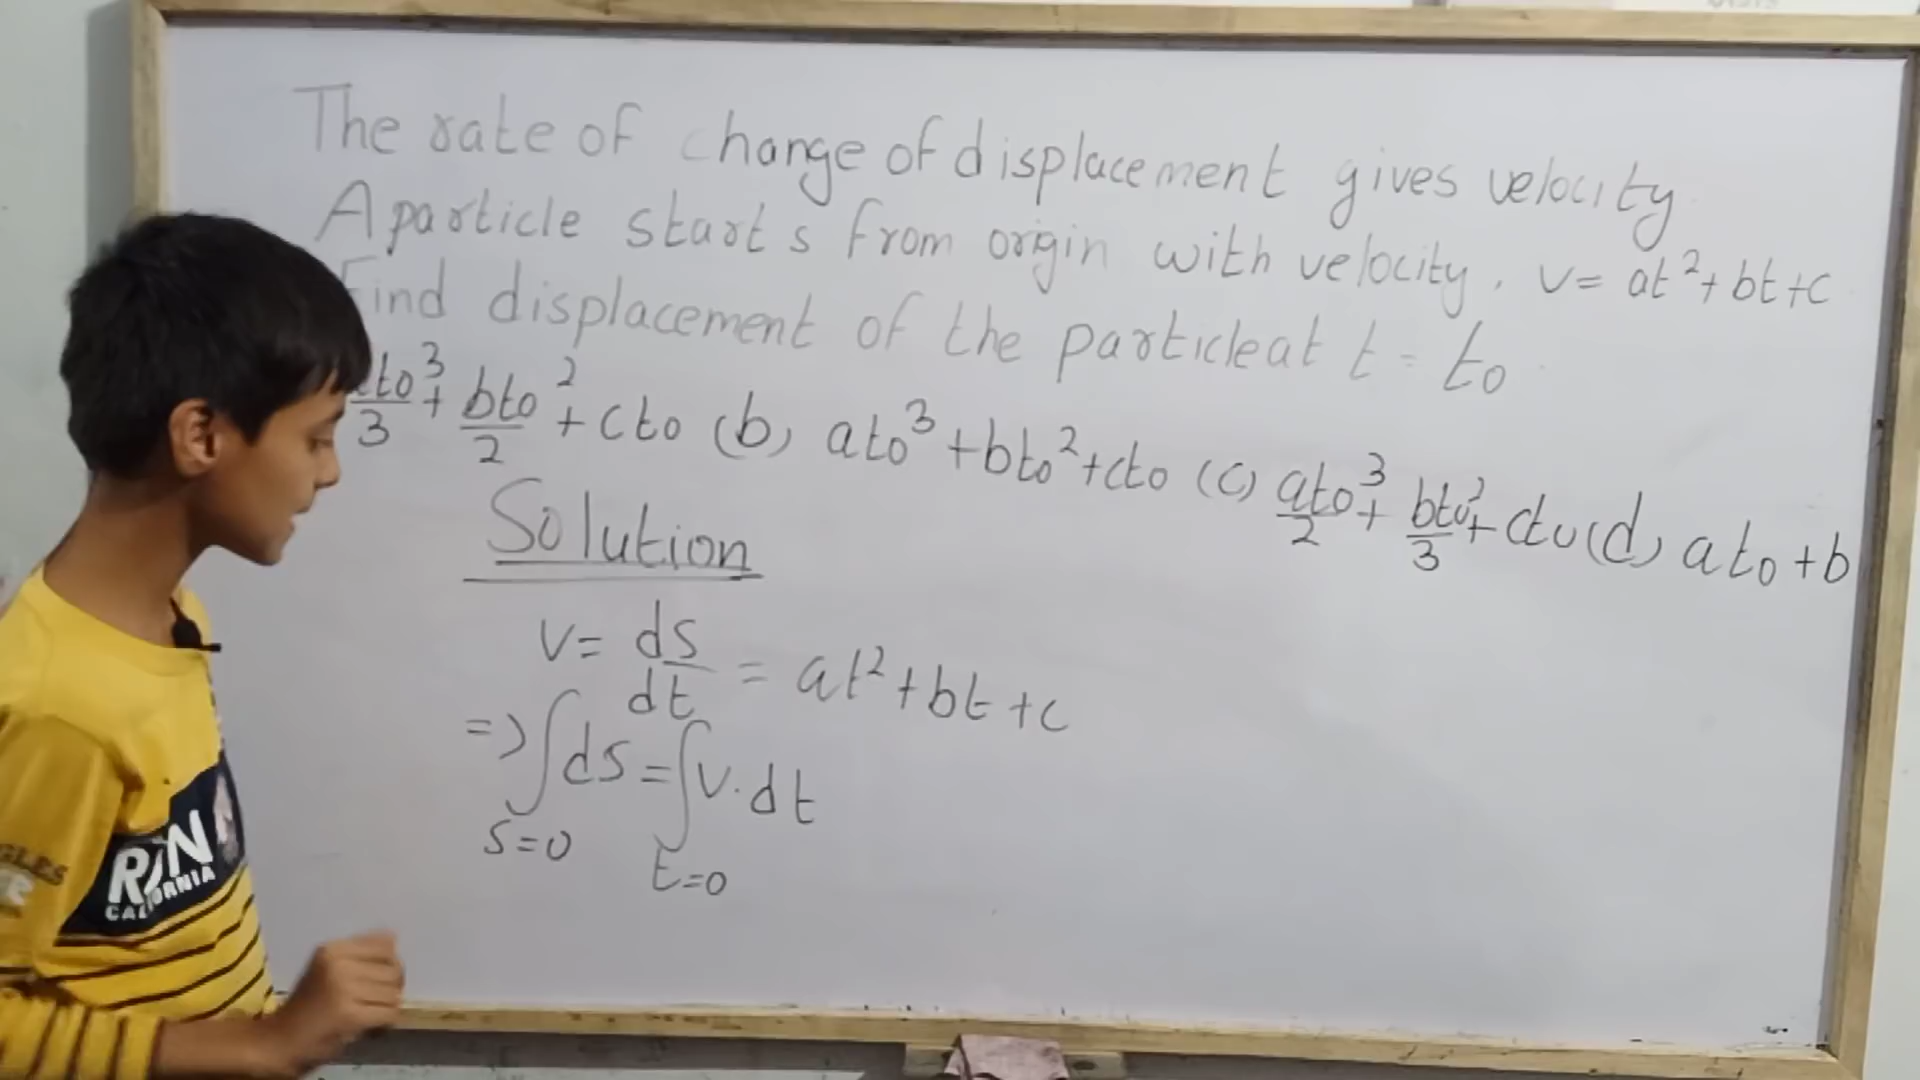 The rate of change of displacement gives velocity
A particle starts from origin with velocity, v= at²+bt+c
Find displacement of the particle at t = t₀
at₀³/3 + bt₀²/2 + ct₀ (b) at₀³+bt₀²+ct₀ (c) at₀³/2 + bt₀²/3 + ct₀ (d) at₀+b
Solution
v= ds/dt = at²+bt+c
=> ∫ds = ∫v.dt
s=0 t=0
RUN
CALIFORNIA